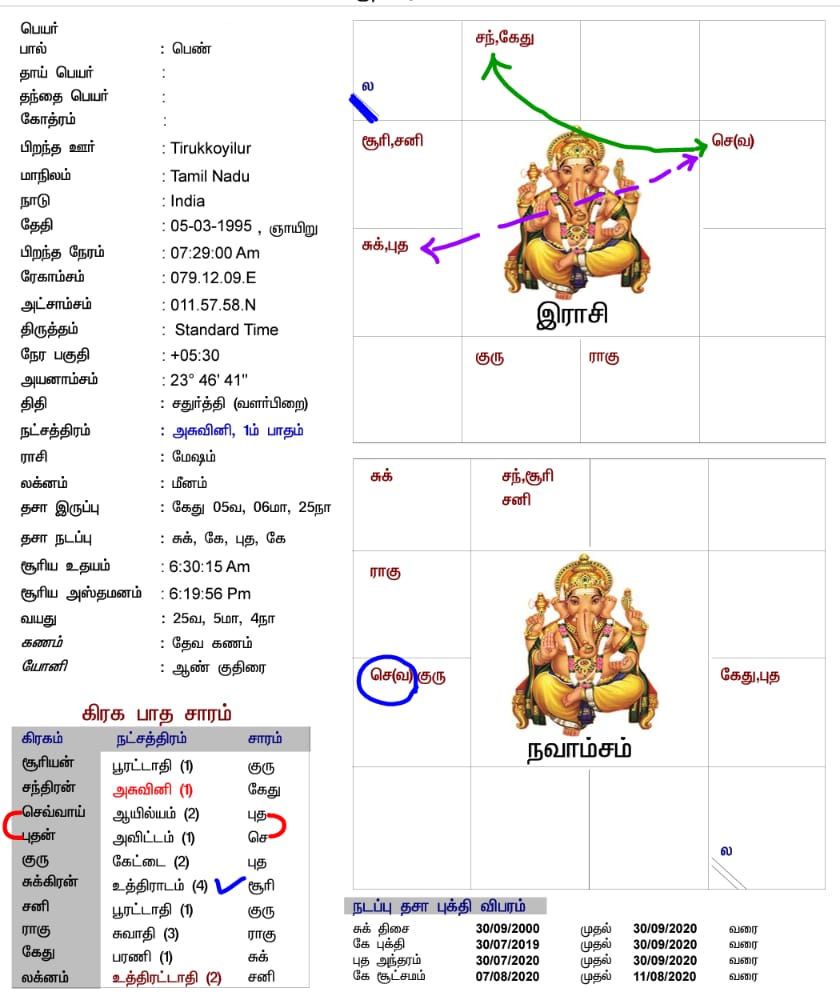 பெயர்
பால் : பெண்
தாய் பெயர் :
தந்தை பெயர் :
கோத்ரம் :
பிறந்த ஊர் : Tirukkoyilur
மாநிலம் : Tamil Nadu
நாடு : India
தேதி : 05-03-1995 , ஞாயிறு
பிறந்த நேரம் : 07:29:00 Am
ரேகாம்சம் : 079.12.09.E
அட்சாம்சம் : 011.57.58.N
திருத்தம் : Standard Time
நேர பகுதி : +05:30
அயனாம்சம் : 23° 46' 41"
திதி : சதுர்த்தி (வளர்பிறை)
நட்சத்திரம் : அசுவினி, 1ம் பாதம்
ராசி : மேஷம்
லக்னம் : மீனம்
தசா இருப்பு : கேது 05வ, 06மா, 25நா
தசா நடப்பு : சுக், கே, புத, கே
சூரிய உதயம் : 6:30:15 Am
சூரிய அஸ்தமனம் : 6:19:56 Pm
வயது : 25வ, 5மா, 4நா
கணம் : தேவ கணம்
யோனி : ஆண் குதிரை
சந்,கேது
ல
சூரி,சனி
செ(வ)
சுக்,புத
இராசி
குரு
ராகு
சுக்
சந்,சூரி
சனி
ராகு
செ(வ)குரு
கேது,புத
நவாம்சம்
ல
கிரக பாத சாரம்
கிரகம் நட்சத்திரம் சாரம்
சூரியன் பூரட்டாதி (1) குரு
சந்திரன் அசுவினி (1) கேது
செவ்வாய் ஆயில்யம் (2) புத
புதன் அவிட்டம் (1) செ
குரு கேட்டை (2) புத
சுக்கிரன் உத்திராடம் (4) சூரி
சனி பூரட்டாதி (1) குரு
ராகு சுவாதி (3) ராகு
கேது பரணி (1) சுக்
லக்னம் உத்திரட்டாதி (2) சனி
நடப்பு தசா புக்தி விபரம்
சுக் திசை 30/09/2000 முதல் 30/09/2020 வரை
கே புக்தி 30/07/2019 முதல் 30/09/2020 வரை
புத அந்தரம் 30/07/2020 முதல் 30/09/2020 வரை
கே சூட்சமம் 07/08/2020 முதல் 11/08/2020 வரை